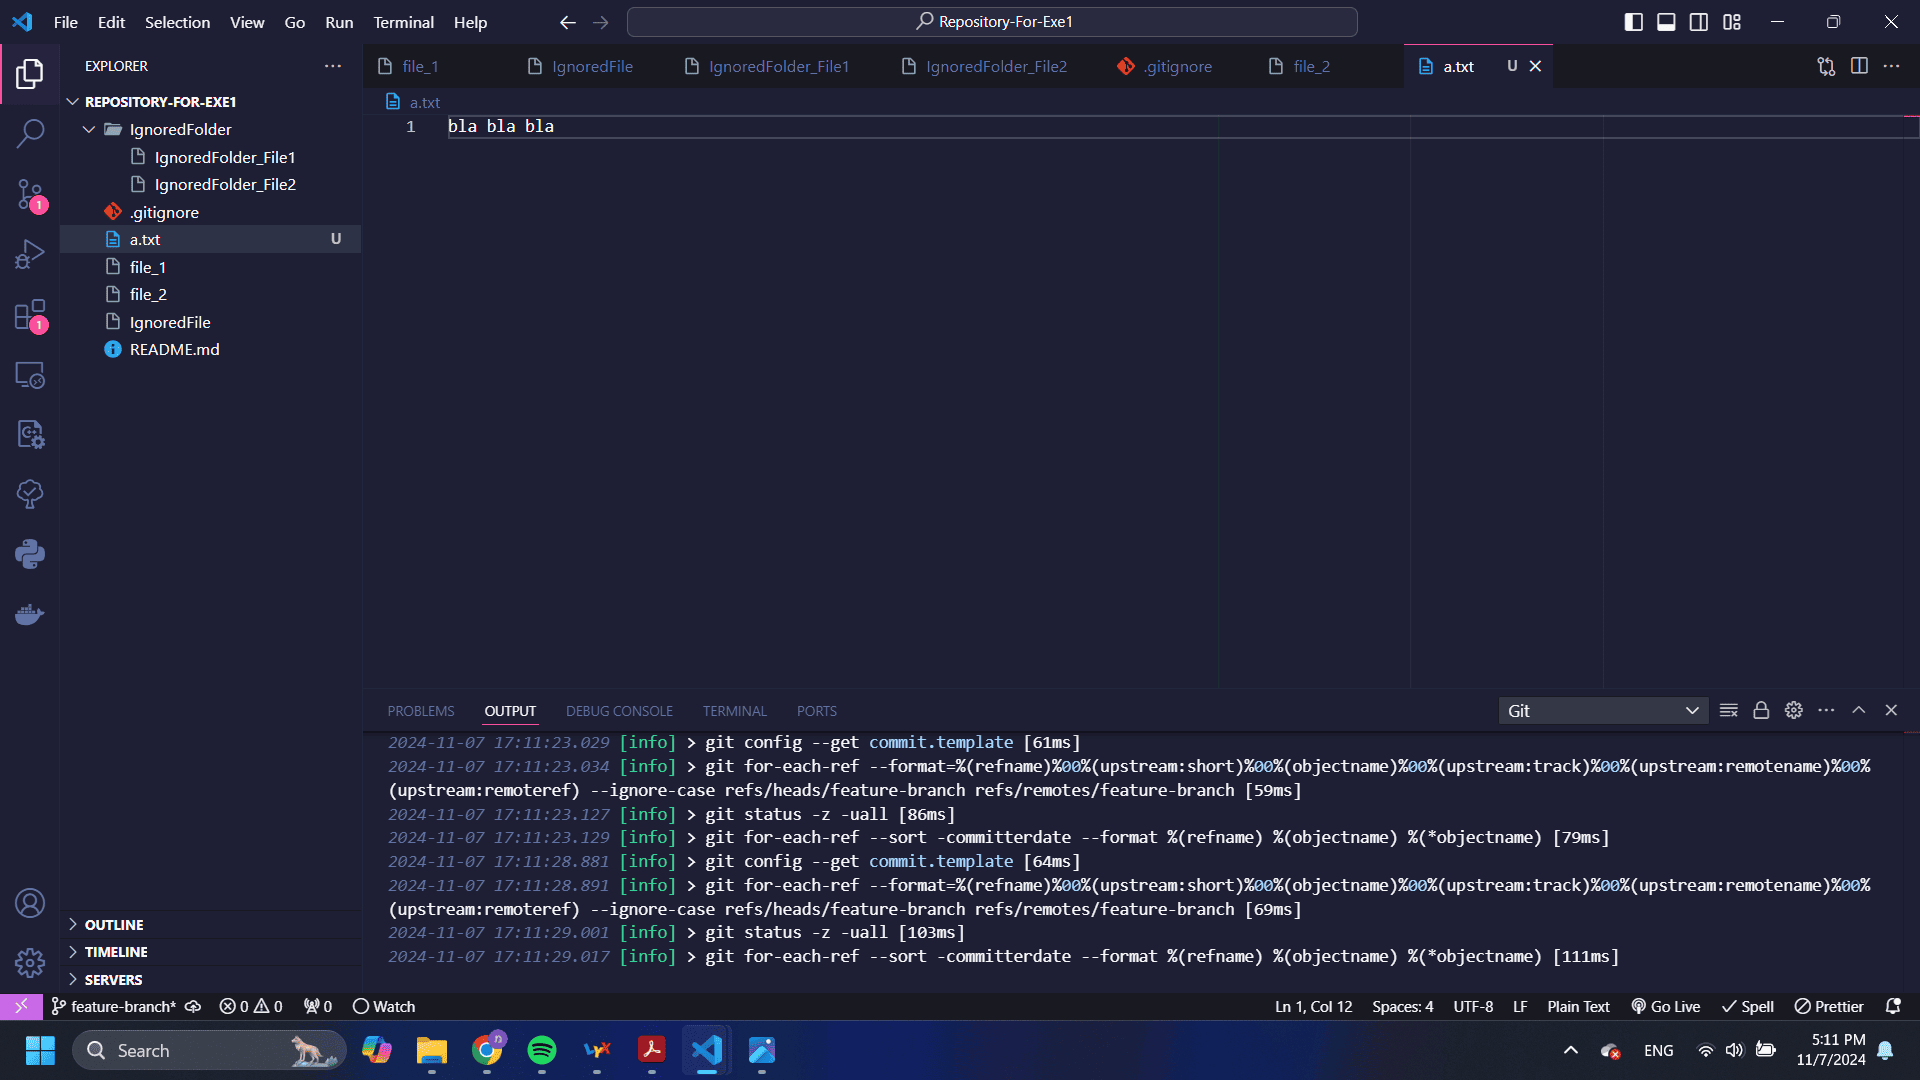 File Edit Selection View Go Run Terminal Help
Repository-For-Exe1
EXPLORER
file_1 IgnoredFile IgnoredFolder_File1 IgnoredFolder_File2 .gitignore file_2 a.txt U
REPOSITORY-FOR-EXE1
IgnoredFolder
IgnoredFolder_File1
IgnoredFolder_File2
.gitignore
a.txt U
file_1
file_2
IgnoredFile
README.md
1
1
a.txt
1 bla bla bla
PROBLEMS OUTPUT DEBUG CONSOLE TERMINAL PORTS Git
2024-11-07 17:11:23.029 [info] > git config --get commit.template [61ms]
2024-11-07 17:11:23.034 [info] > git for-each-ref --format=%(refname)%00%(upstream:short)%00%(objectname)%00%(upstream:track)%00%(upstream:remotename)%00%
(upstream:remoteref) --ignore-case refs/heads/feature-branch refs/remotes/feature-branch [59ms]
2024-11-07 17:11:23.127 [info] > git status -z -uall [86ms]
2024-11-07 17:11:23.129 [info] > git for-each-ref --sort -committerdate --format %(refname) %(objectname) %(*objectname) [79ms]
2024-11-07 17:11:28.881 [info] > git config --get commit.template [64ms]
2024-11-07 17:11:28.891 [info] > git for-each-ref --format=%(refname)%00%(upstream:short)%00%(objectname)%00%(upstream:track)%00%(upstream:remotename)%00%
(upstream:remoteref) --ignore-case refs/heads/feature-branch refs/remotes/feature-branch [69ms]
2024-11-07 17:11:29.001 [info] > git status -z -uall [103ms]
2024-11-07 17:11:29.017 [info] > git for-each-ref --sort -committerdate --format %(refname) %(objectname) %(*objectname) [111ms]
OUTLINE
TIMELINE
SERVERS
feature-branch* 0 0 0 Watch Ln 1, Col 12 Spaces: 4 UTF-8 LF Plain Text Go Live Spell Prettier
Search
n
ENG
5:11 PM
11/7/2024